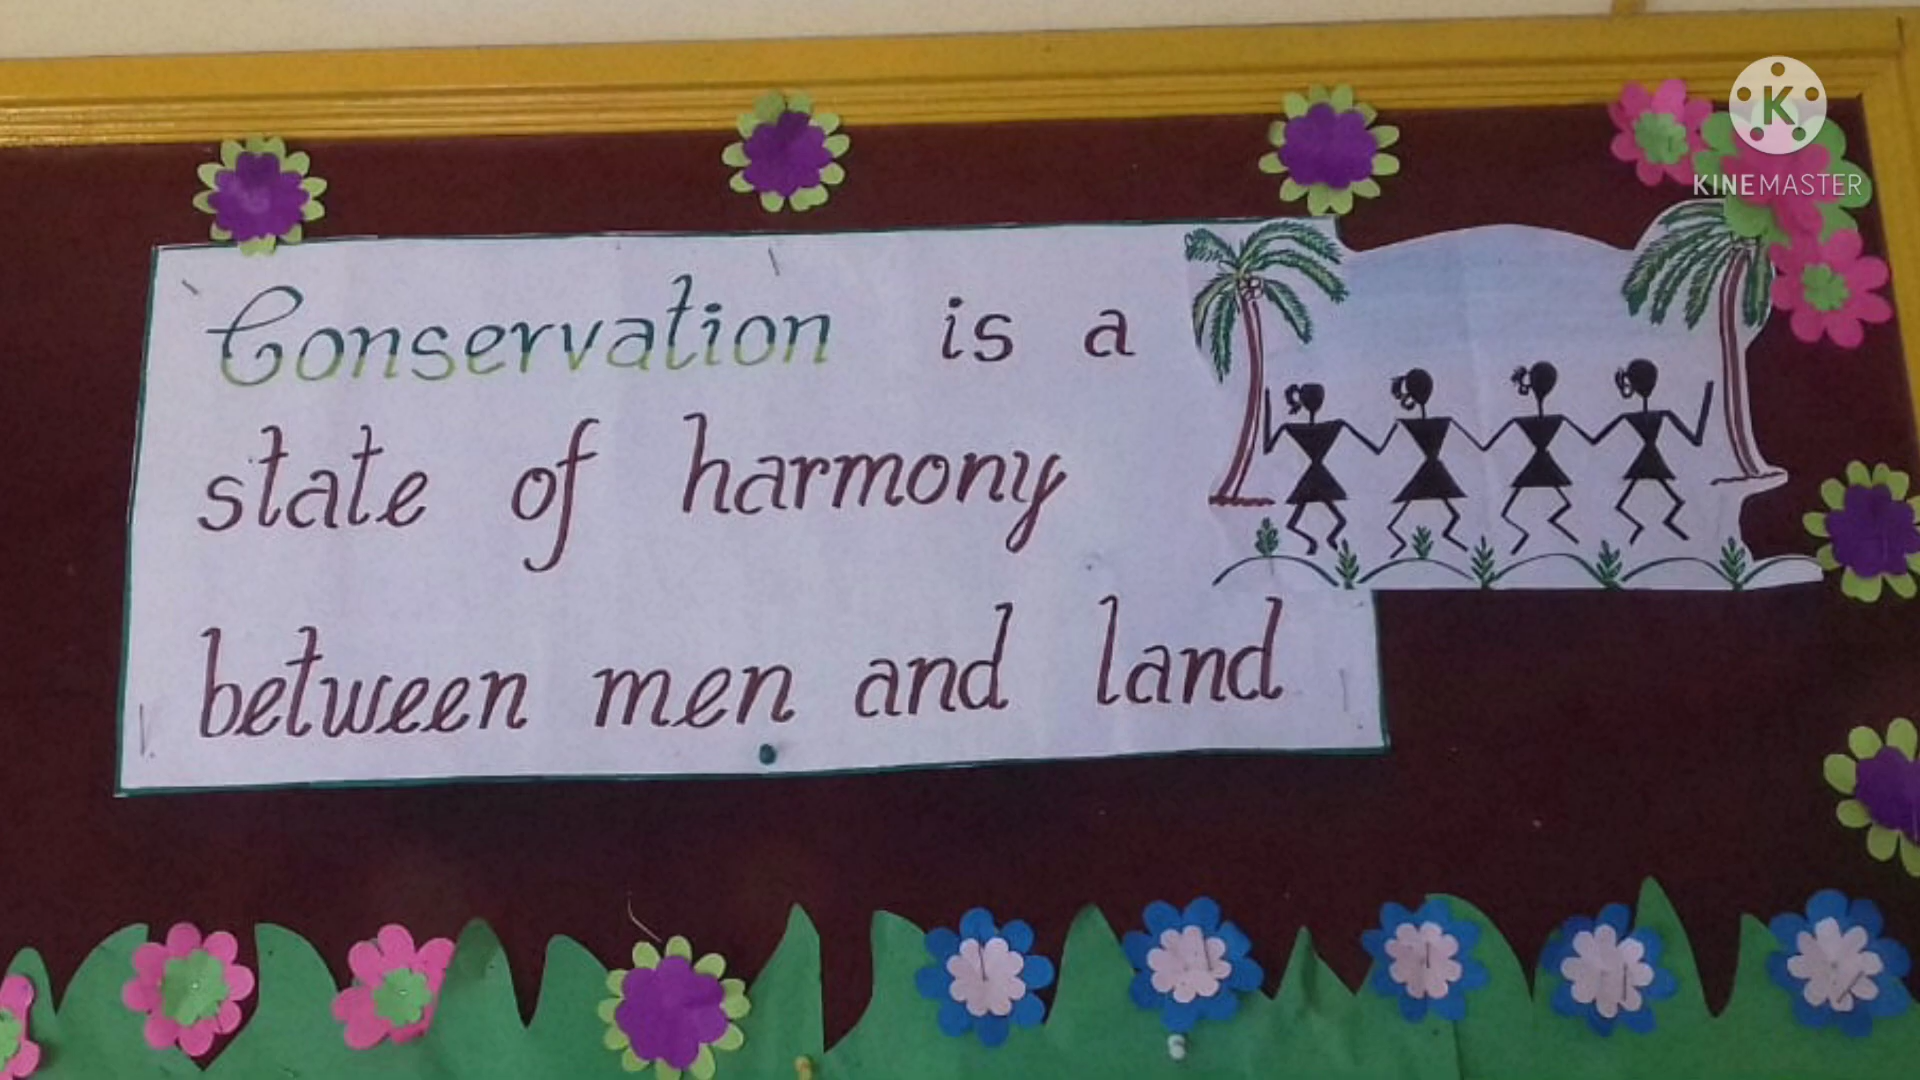 Conservation is a
state of harmony
between men and land
K
KINEMASTER